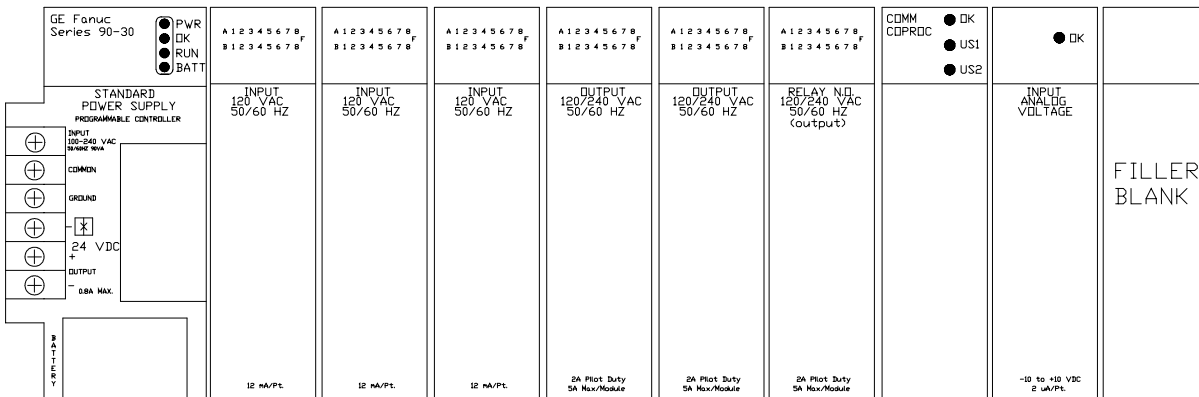 GE Fanuc
Series 90-30
PWR
OK
RUN
BATT
STANDARD
POWER SUPPLY
PROGRAMMABLE CONTROLLER
INPUT
100-240 VAC
50/60HZ 90VA
COMMON
GROUND
-
24 VDC
+
OUTPUT
- 0.8A MAX.
BATTERY
A 1 2 3 4 5 6 7 8
F
B 1 2 3 4 5 6 7 8
INPUT
120 VAC
50/60 HZ
12 mA/Pt.
A 1 2 3 4 5 6 7 8
F
B 1 2 3 4 5 6 7 8
INPUT
120 VAC
50/60 HZ
12 mA/Pt.
A 1 2 3 4 5 6 7 8
F
B 1 2 3 4 5 6 7 8
INPUT
120 VAC
50/60 HZ
12 mA/Pt.
A 1 2 3 4 5 6 7 8
F
B 1 2 3 4 5 6 7 8
OUTPUT
120/240 VAC
50/60 HZ
2A Pilot Duty
5A Max/Module
A 1 2 3 4 5 6 7 8
F
B 1 2 3 4 5 6 7 8
OUTPUT
120/240 VAC
50/60 HZ
2A Pilot Duty
5A Max/Module
A 1 2 3 4 5 6 7 8
F
B 1 2 3 4 5 6 7 8
RELAY N.O.
120/240 VAC
50/60 HZ
(output)
2A Pilot Duty
5A Max/Module
COMM
COPROC
OK
US1
US2
OK
INPUT
ANALOG
VOLTAGE
-10 to +10 VDC
2 uA/Pt.
FILLER
BLANK